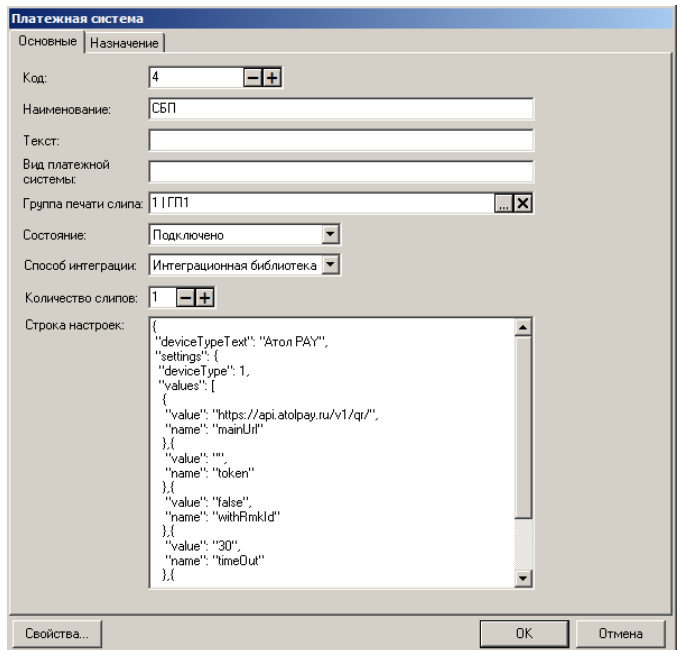 Платежная система
Основные Назначение
Код: 4
Наименование: СБП
Текст:
Вид платежной
системы:
Группа печати слипа: 1 | ГП1 ...
Состояние: Подключено
Способ интеграции: Интеграционная библиотека
Количество слипов: 1
Строка настроек: {
"deviceTypeText": "Атол PAY",
"settings": {
"deviceType": 1,
"values": [
{
"value": "https://api.atolpay.ru/v1/qr/",
"name": "mainUrl"
},{
"value": "",
"name": "token"
},{
"value": "false",
"name": "withRmkId"
},{
"value": "30",
"name": "timeOut"
},{
Свойства... OK Отмена